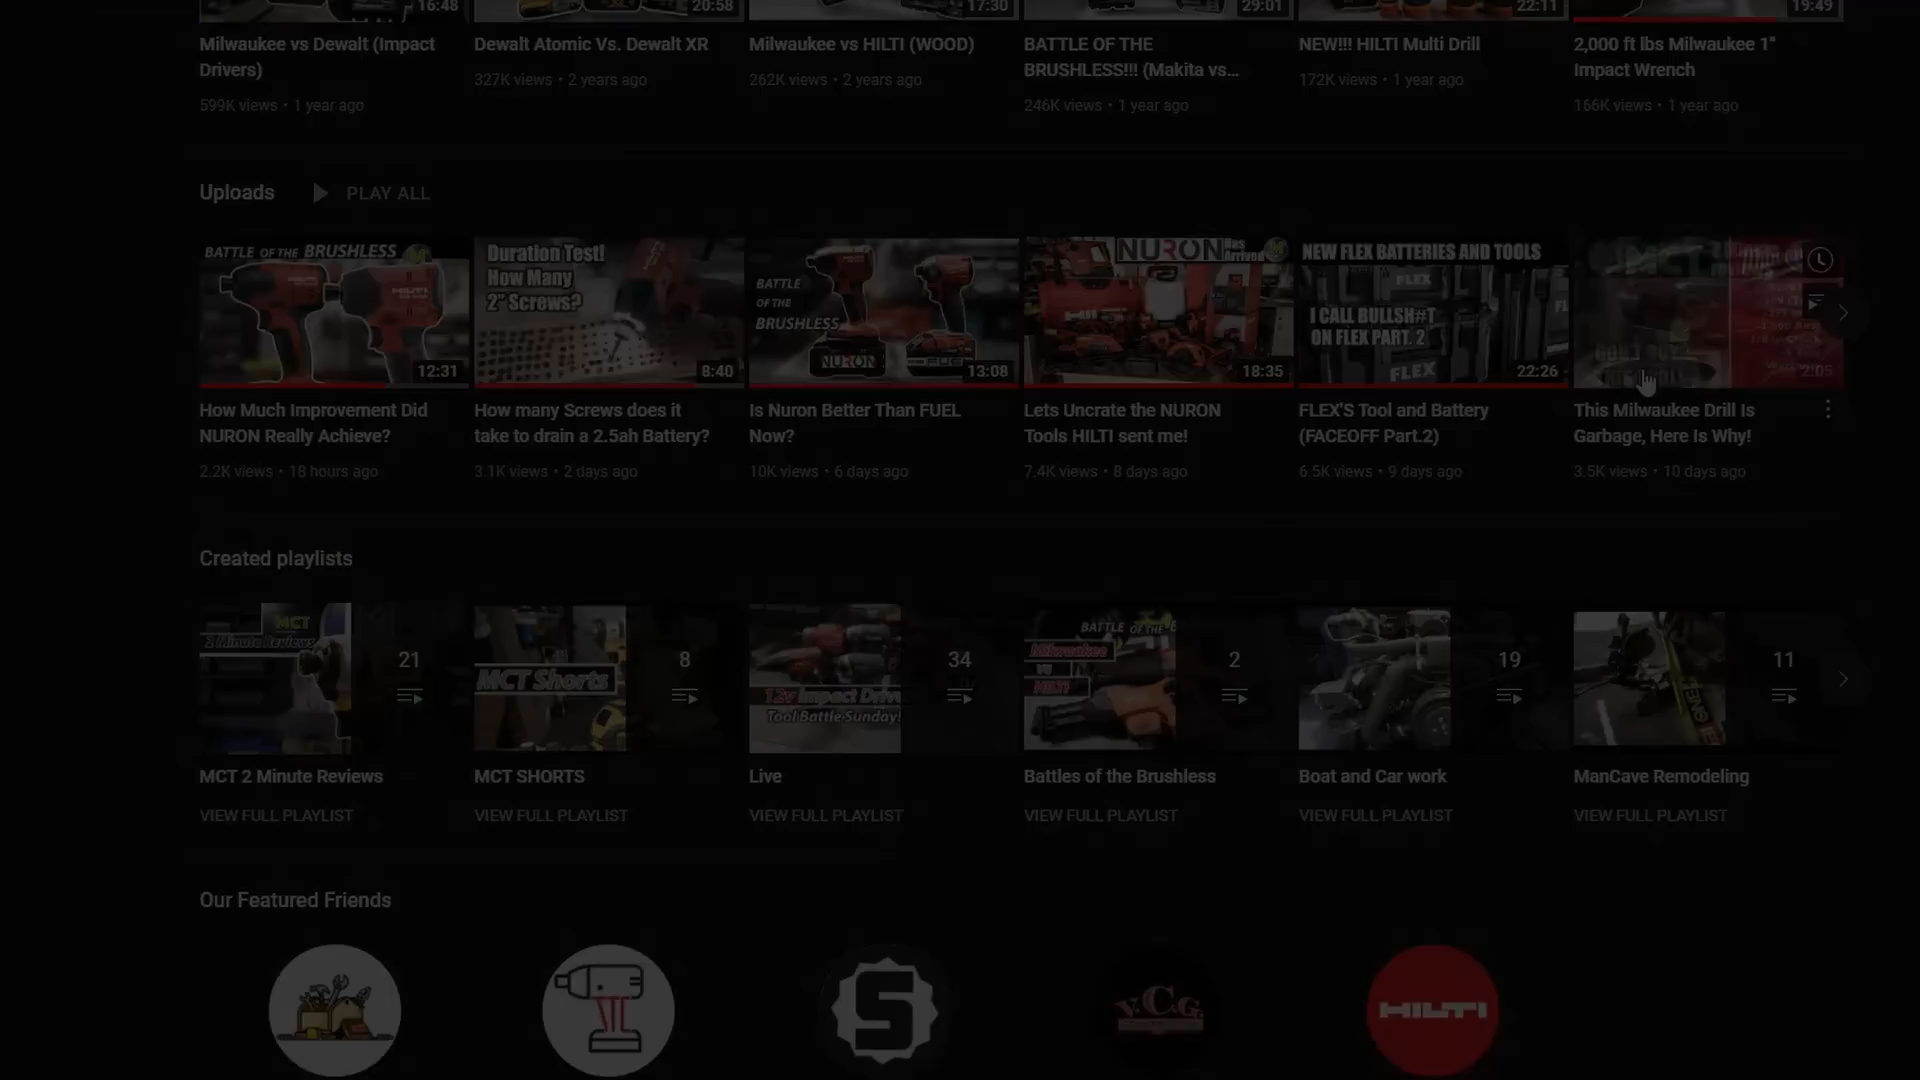 16:48
20:58
17:30
29:01
22:11
19:49
Milwaukee vs Dewalt (Impact
Drivers)
599K views • 1 year ago
Dewalt Atomic Vs. Dewalt XR
327K views • 2 years ago
Milwaukee vs HILTI (WOOD)
262K views • 2 years ago
BATTLE OF THE
BRUSHLESS!!! (Makita vs...
246K views • 1 year ago
NEW!!! HILTI Multi Drill
172K views • 1 year ago
2,000 ft lbs Milwaukee 1"
Impact Wrench
166K views • 1 year ago
Uploads
PLAY ALL
BATTLE OF THE BRUSHLESS
HILTI
12:31
Duration Test!
How Many
2" Screws?
8:40
BATTLE
OF THE
BRUSHLESS
NURON
FUEL
13:08
NURON Has
Arrived
18:35
NEW FLEX BATTERIES AND TOOLS
FLEX
I CALL BULLSH#T
ON FLEX PART. 2
FLEX
22:26
MCT
2:05
How Much Improvement Did
NURON Really Achieve?
2.2K views • 18 hours ago
How many Screws does it
take to drain a 2.5ah Battery?
3.1K views • 2 days ago
Is Nuron Better Than FUEL
Now?
10K views • 6 days ago
Lets Uncrate the NURON
Tools HILTI sent me!
7.4K views • 8 days ago
FLEX'S Tool and Battery
(FACEOFF Part.2)
6.5K views • 9 days ago
This Milwaukee Drill Is
Garbage, Here Is Why!
3.5K views • 10 days ago
Created playlists
MCT
2 Minute Reviews
21
MCT Shorts
8
12v Impact Drive
Tool Battle Sunday!
34
BATTLE OF THE B
Milwaukee
VS
HILTI
2
19
11
MCT 2 Minute Reviews
VIEW FULL PLAYLIST
MCT SHORTS
VIEW FULL PLAYLIST
Live
VIEW FULL PLAYLIST
Battles of the Brushless
VIEW FULL PLAYLIST
Boat and Car work
VIEW FULL PLAYLIST
ManCave Remodeling
VIEW FULL PLAYLIST
Our Featured Friends
S
V.C.G.
HILTI